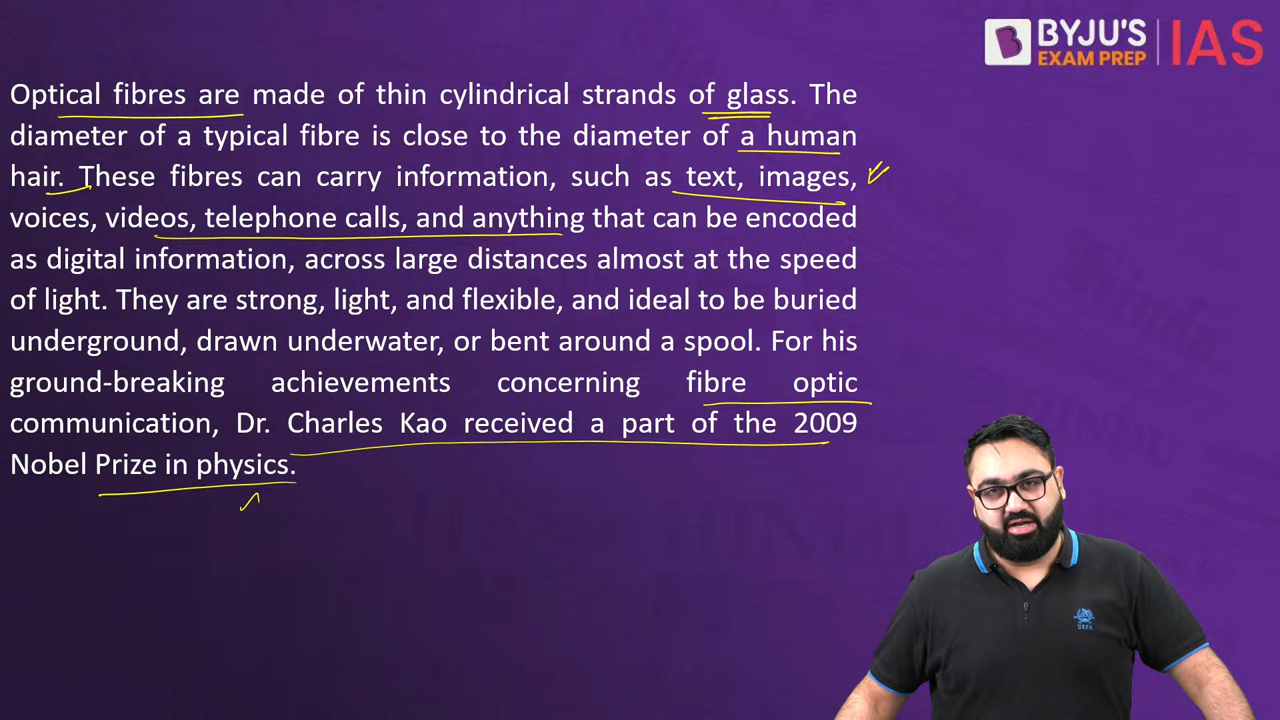 BYJU'S
EXAM PREP
IAS
Optical fibres are made of thin cylindrical strands of glass. The
diameter of a typical fibre is close to the diameter of a human
hair. These fibres can carry information, such as text, images,
voices, videos, telephone calls, and anything that can be encoded
as digital information, across large distances almost at the speed
of light. They are strong, light, and flexible, and ideal to be buried
underground, drawn underwater, or bent around a spool. For his
ground-breaking achievements concerning fibre optic
communication, Dr. Charles Kao received a part of the 2009
Nobel Prize in physics.
HINDU
USPA